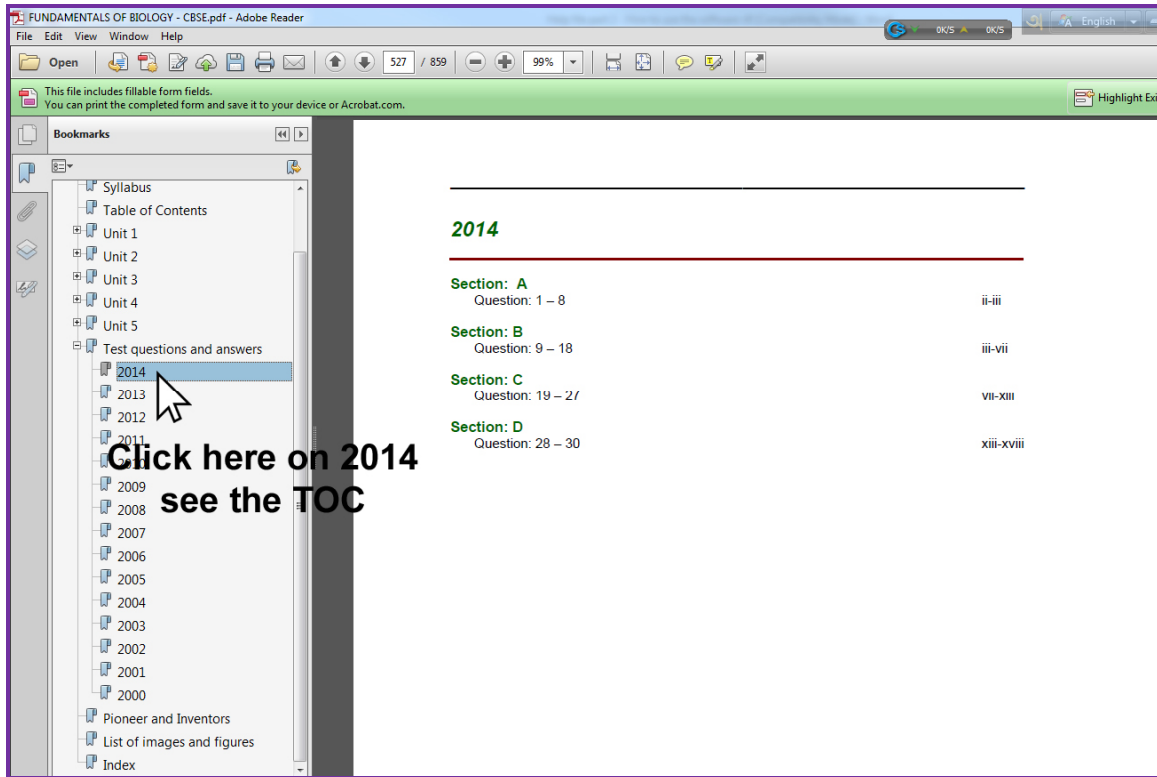 FUNDAMENTALS OF BIOLOGY - CBSE.pdf - Adobe Reader
0K/S 0K/S
English
File Edit View Window Help
Open 527 / 859 99%
This file includes fillable form fields.
You can print the completed form and save it to your device or Acrobat.com.
Highlight Exi
Bookmarks
Syllabus
Table of Contents
Unit 1
Unit 2
Unit 3
Unit 4
Unit 5
Test questions and answers
2014
2013
2012
2011
2010
2009
2008
2007
2006
2005
2004
2003
2002
2001
2000
Pioneer and Inventors
List of images and figures
Index
Click here on 2014
see the TOC
2014
Section: A
Question: 1 – 8 ii-iii
Section: B
Question: 9 – 18 iii-vii
Section: C
Question: 19 – 27 vii-xiii
Section: D
Question: 28 – 30 xiii-xviii